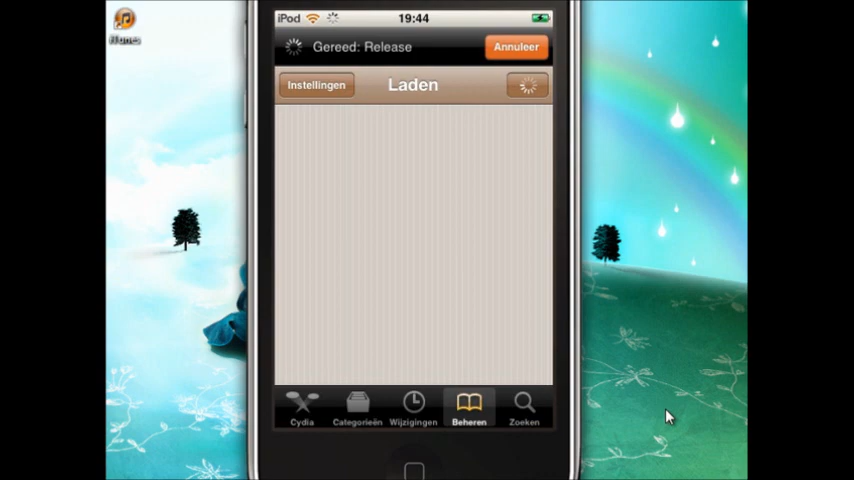 iTunes
iPod
19:44
Gereed: Release
Annuleer
Instellingen
Laden
Cydia
Categorieën
Wijzigingen
Beheren
Zoeken